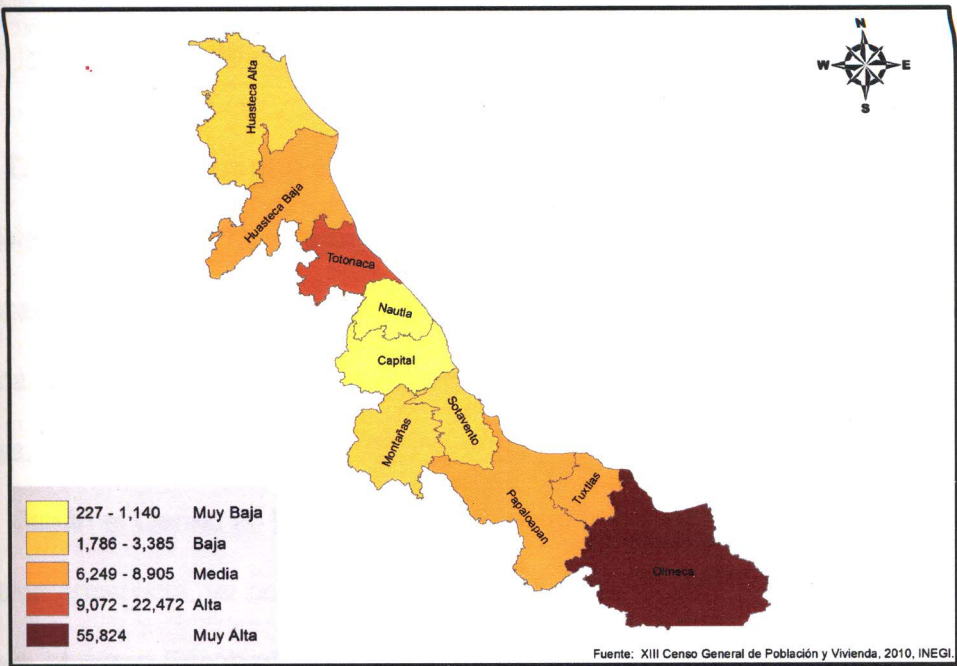 N
W E
S
Huasteca Alta
Huasteca Baja
Totonaca
Nautla
Capital
Montañas
Sotavento
Papaloapan
Tuxtlas
Olmeca
227 - 1,140 Muy Baja
1,786 - 3,385 Baja
6,249 - 8,905 Media
9,072 - 22,472 Alta
55,824 Muy Alta
Fuente: XIII Censo General de Población y Vivienda, 2010, INEGI.